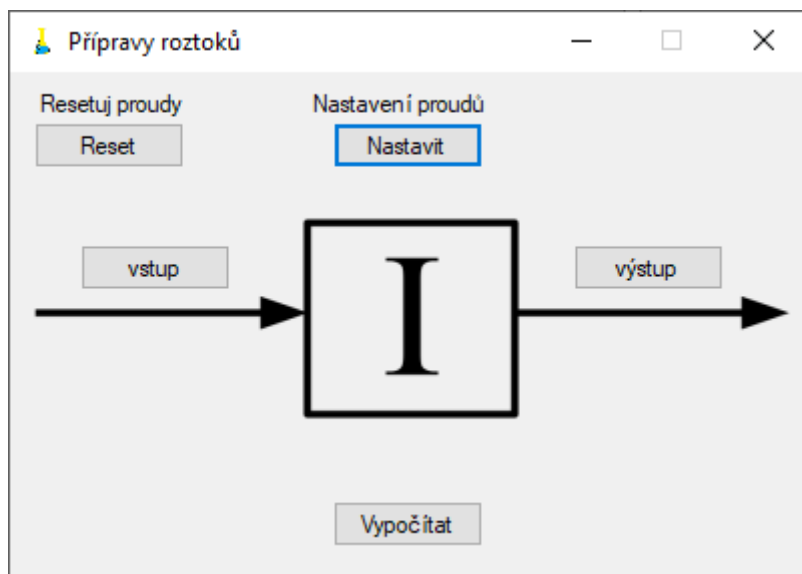 Přípravy roztoků
Resetuj proudy
Nastavení proudů
Reset
Nastavit
vstup
I
výstup
Vypočítat